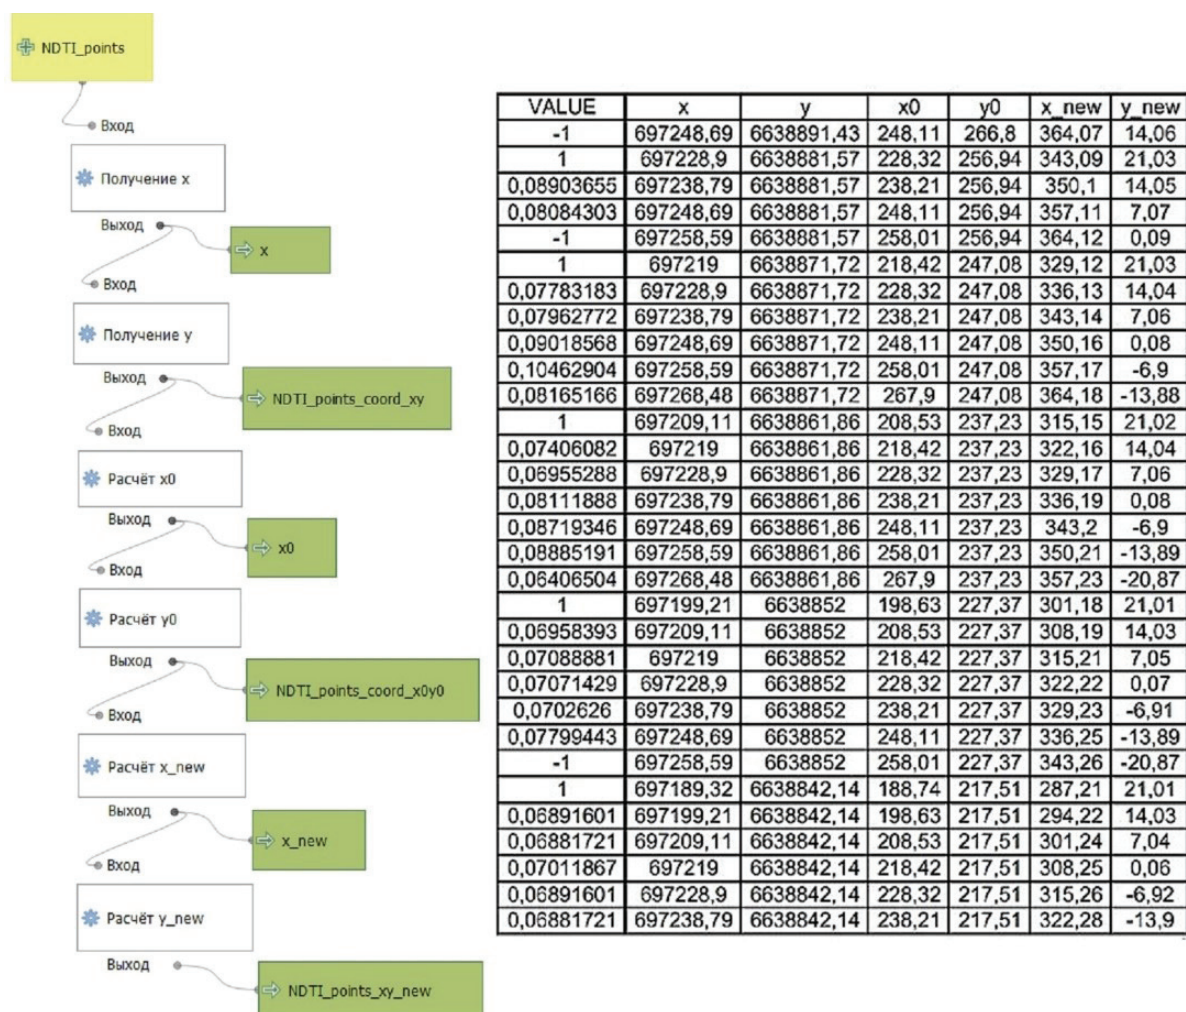 NDTI_points
Вход
Получение x
Выход
x
Вход
Получение y
Выход
NDTI_points_coord_xy
Вход
Расчёт x0
Выход
x0
Вход
Расчёт y0
Выход
NDTI_points_coord_x0y0
Вход
Расчёт x_new
Выход
x_new
Вход
Расчёт y_new
Выход
NDTI_points_xy_new
VALUE x y x0 y0 x_new y_new
-1 697248,69 6638891,43 248,11 266,8 364,07 14,06
1 697228,9 6638881,57 228,32 256,94 343,09 21,03
0,08903655 697238,79 6638881,57 238,21 256,94 350,1 14,05
0,08084303 697248,69 6638881,57 248,11 256,94 357,11 7,07
-1 697258,59 6638881,57 258,01 256,94 364,12 0,09
1 697219 6638871,72 218,42 247,08 329,12 21,03
0,07783183 697228,9 6638871,72 228,32 247,08 336,13 14,04
0,07962772 697238,79 6638871,72 238,21 247,08 343,14 7,06
0,09018568 697248,69 6638871,72 248,11 247,08 350,16 0,08
0,10462904 697258,59 6638871,72 258,01 247,08 357,17 -6,9
0,08165166 697268,48 6638871,72 267,9 247,08 364,18 -13,88
1 697209,11 6638861,86 208,53 237,23 315,15 21,02
0,07406082 697219 6638861,86 218,42 237,23 322,16 14,04
0,06955288 697228,9 6638861,86 228,32 237,23 329,17 7,06
0,08111888 697238,79 6638861,86 238,21 237,23 336,19 0,08
0,08719346 697248,69 6638861,86 248,11 237,23 343,2 -6,9
0,08885191 697258,59 6638861,86 258,01 237,23 350,21 -13,89
0,06406504 697268,48 6638861,86 267,9 237,23 357,23 -20,87
1 697199,21 6638852 198,63 227,37 301,18 21,01
0,06958393 697209,11 6638852 208,53 227,37 308,19 14,03
0,07088881 697219 6638852 218,42 227,37 315,21 7,05
0,07071429 697228,9 6638852 228,32 227,37 322,22 0,07
0,0702626 697238,79 6638852 238,21 227,37 329,23 -6,91
0,07799443 697248,69 6638852 248,11 227,37 336,25 -13,89
-1 697258,59 6638852 258,01 227,37 343,26 -20,87
1 697189,32 6638842,14 188,74 217,51 287,21 21,01
0,06891601 697199,21 6638842,14 198,63 217,51 294,22 14,03
0,06881721 697209,11 6638842,14 208,53 217,51 301,24 7,04
0,07011867 697219 6638842,14 218,42 217,51 308,25 0,06
0,06891601 697228,9 6638842,14 228,32 217,51 315,26 -6,92
0,06881721 697238,79 6638842,14 238,21 217,51 322,28 -13,9